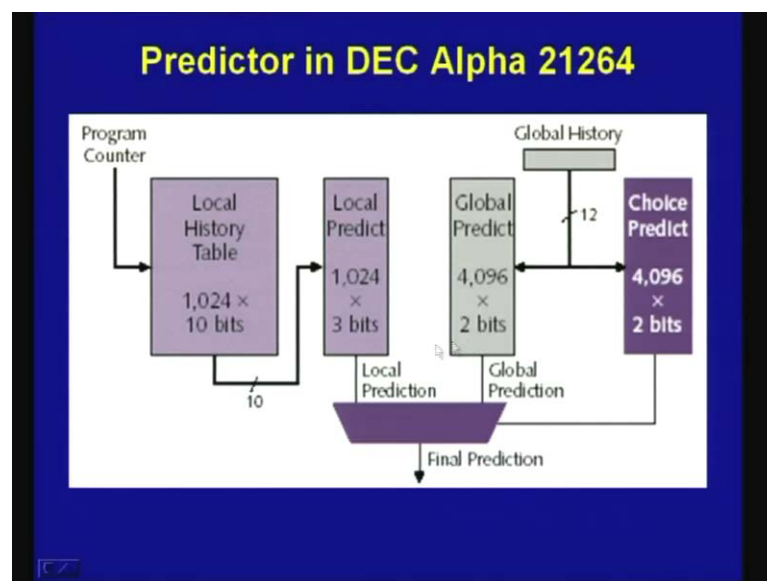 Predictor in DEC Alpha 21264
Program
Counter
Local
History
Table
1,024 ×
10 bits
10
Local
Predict
1,024
×
3 bits
Local
Prediction
Global
Predict
4,096
×
2 bits
Global
Prediction
Global History
12
Choice
Predict
4,096
×
2 bits
Final Prediction